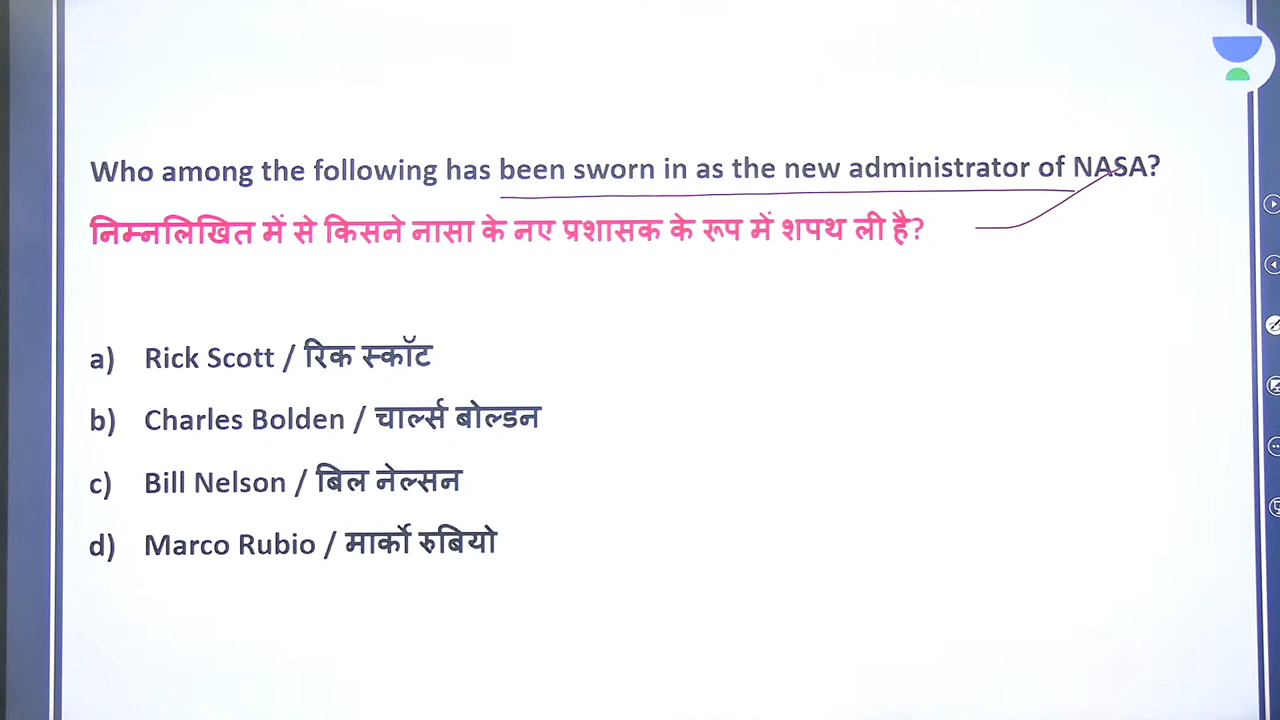 Who among the following has been sworn in as the new administrator of NASA?
निम्नलिखित में से किसने नासा के नए प्रशासक के रूप में शपथ ली है?
a) Rick Scott / रिक स्कॉट
b) Charles Bolden / चार्ल्स बोल्डन
c) Bill Nelson / बिल नेल्सन
d) Marco Rubio / मार्को रुबियो